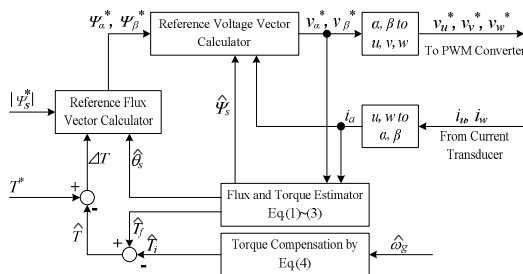 Ψα*, Ψβ*
Reference Voltage Vector
Calculator
vα*, vβ*
α, β to
u, v, w
vu*, vv*, vw*
To PWM Converter
|Ψs*|
Reference Flux
Vector Calculator
Ψ̂s
ia
u, w to
α, β
iu, iw
From Current
Transducer
ΔT
θ̂s
T*
+
-
Flux and Torque Estimator
Eq.(1)~(3)
T̂
T̂f
+
-
T̂i
Torque Compensation by
Eq.(4)
ω̂g